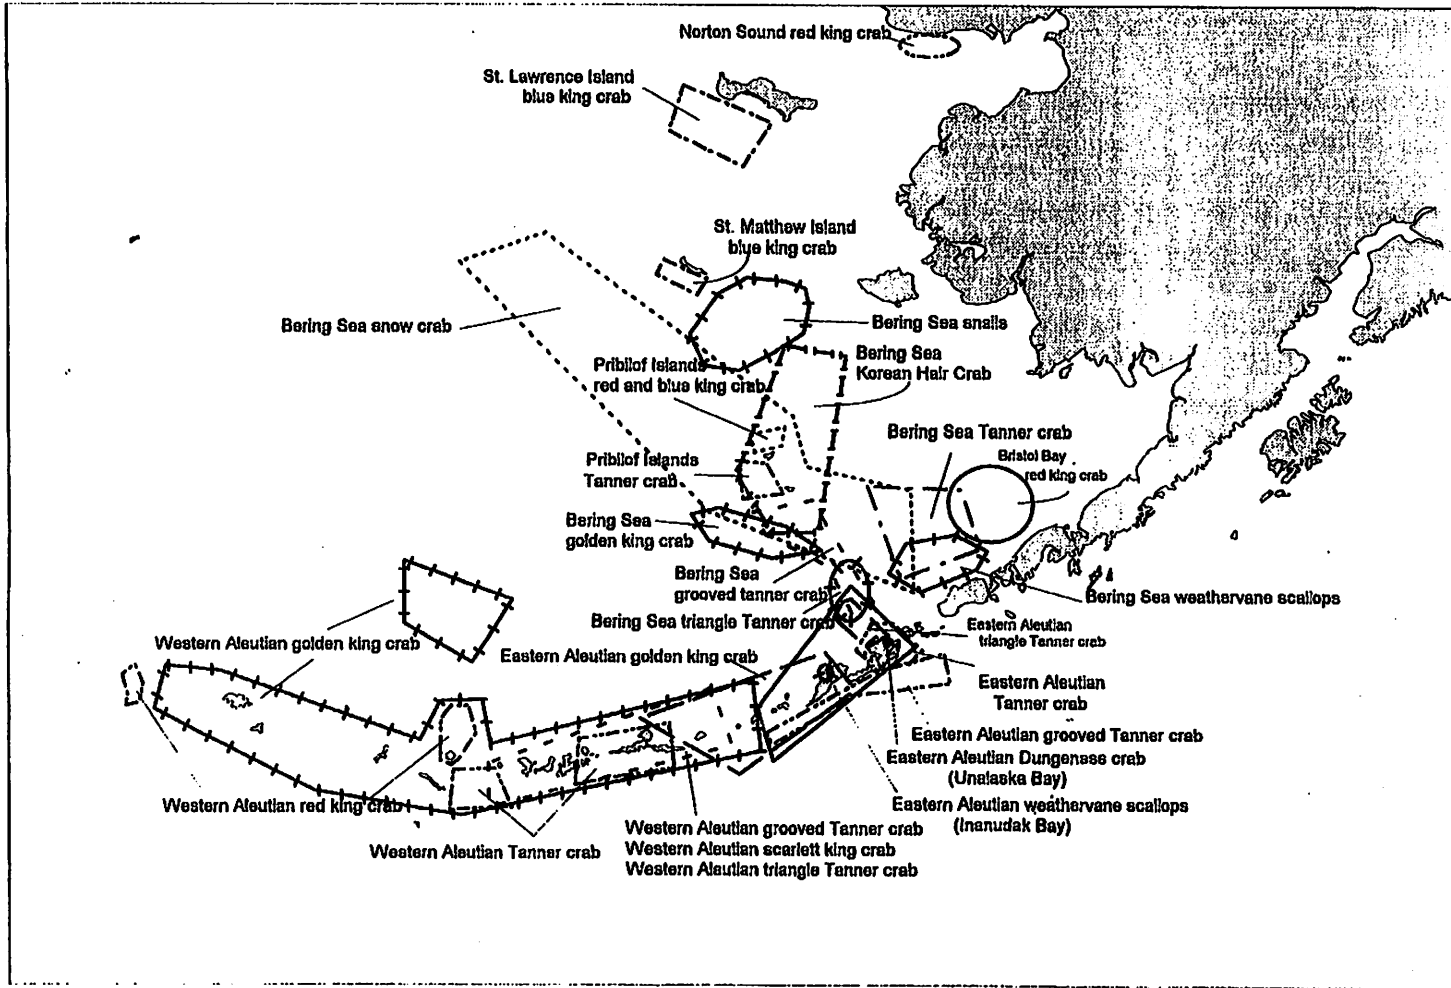 Norton Sound red king crab
St. Lawrence Island
blue king crab
St. Matthew Island
blue king crab
Bering Sea snow crab
Bering Sea snails
Pribilof Islands
red and blue king crab
Bering Sea
Korean Hair Crab
Bering Sea Tanner crab
Bristol Bay
red king crab
Pribilof Islands
Tanner crab
Bering Sea
golden king crab
Bering Sea
grooved tanner crab
Bering Sea weathervane scallops
Bering Sea triangle Tanner crab
Eastern Aleutian
triangle Tanner crab
Western Aleutian golden king crab
Eastern Aleutian golden king crab
Eastern Aleutian
Tanner crab
Eastern Aleutian grooved Tanner crab
Eastern Aleutian Dungenese crab
(Unalaska Bay)
Western Aleutian red king crab
Eastern Aleutian weathervane scallops
(Inanudak Bay)
Western Aleutian Tanner crab
Western Aleutian grooved Tanner crab
Western Aleutian scarlett king crab
Western Aleutian triangle Tanner crab